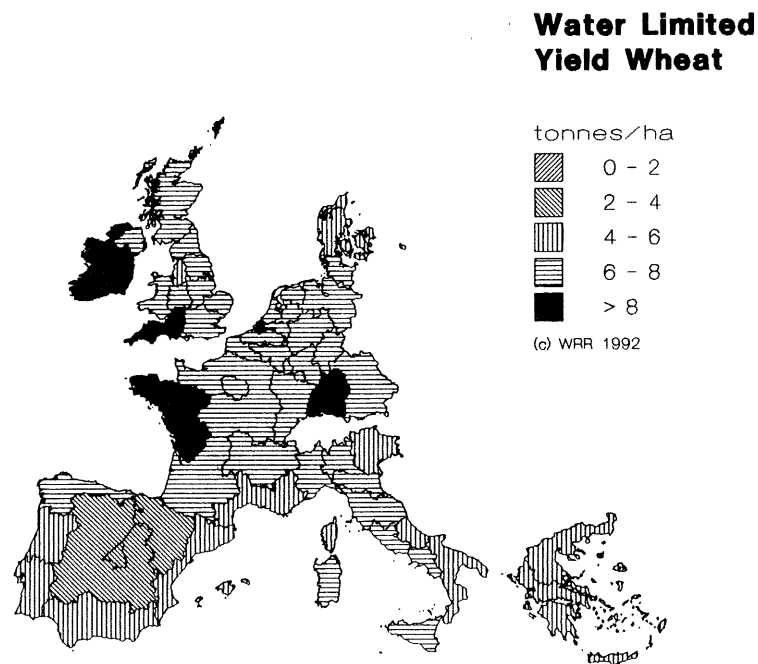 Water Limited
Yield Wheat
tonnes/ha
0 - 2
2 - 4
4 - 6
6 - 8
> 8
(c) WRR 1992